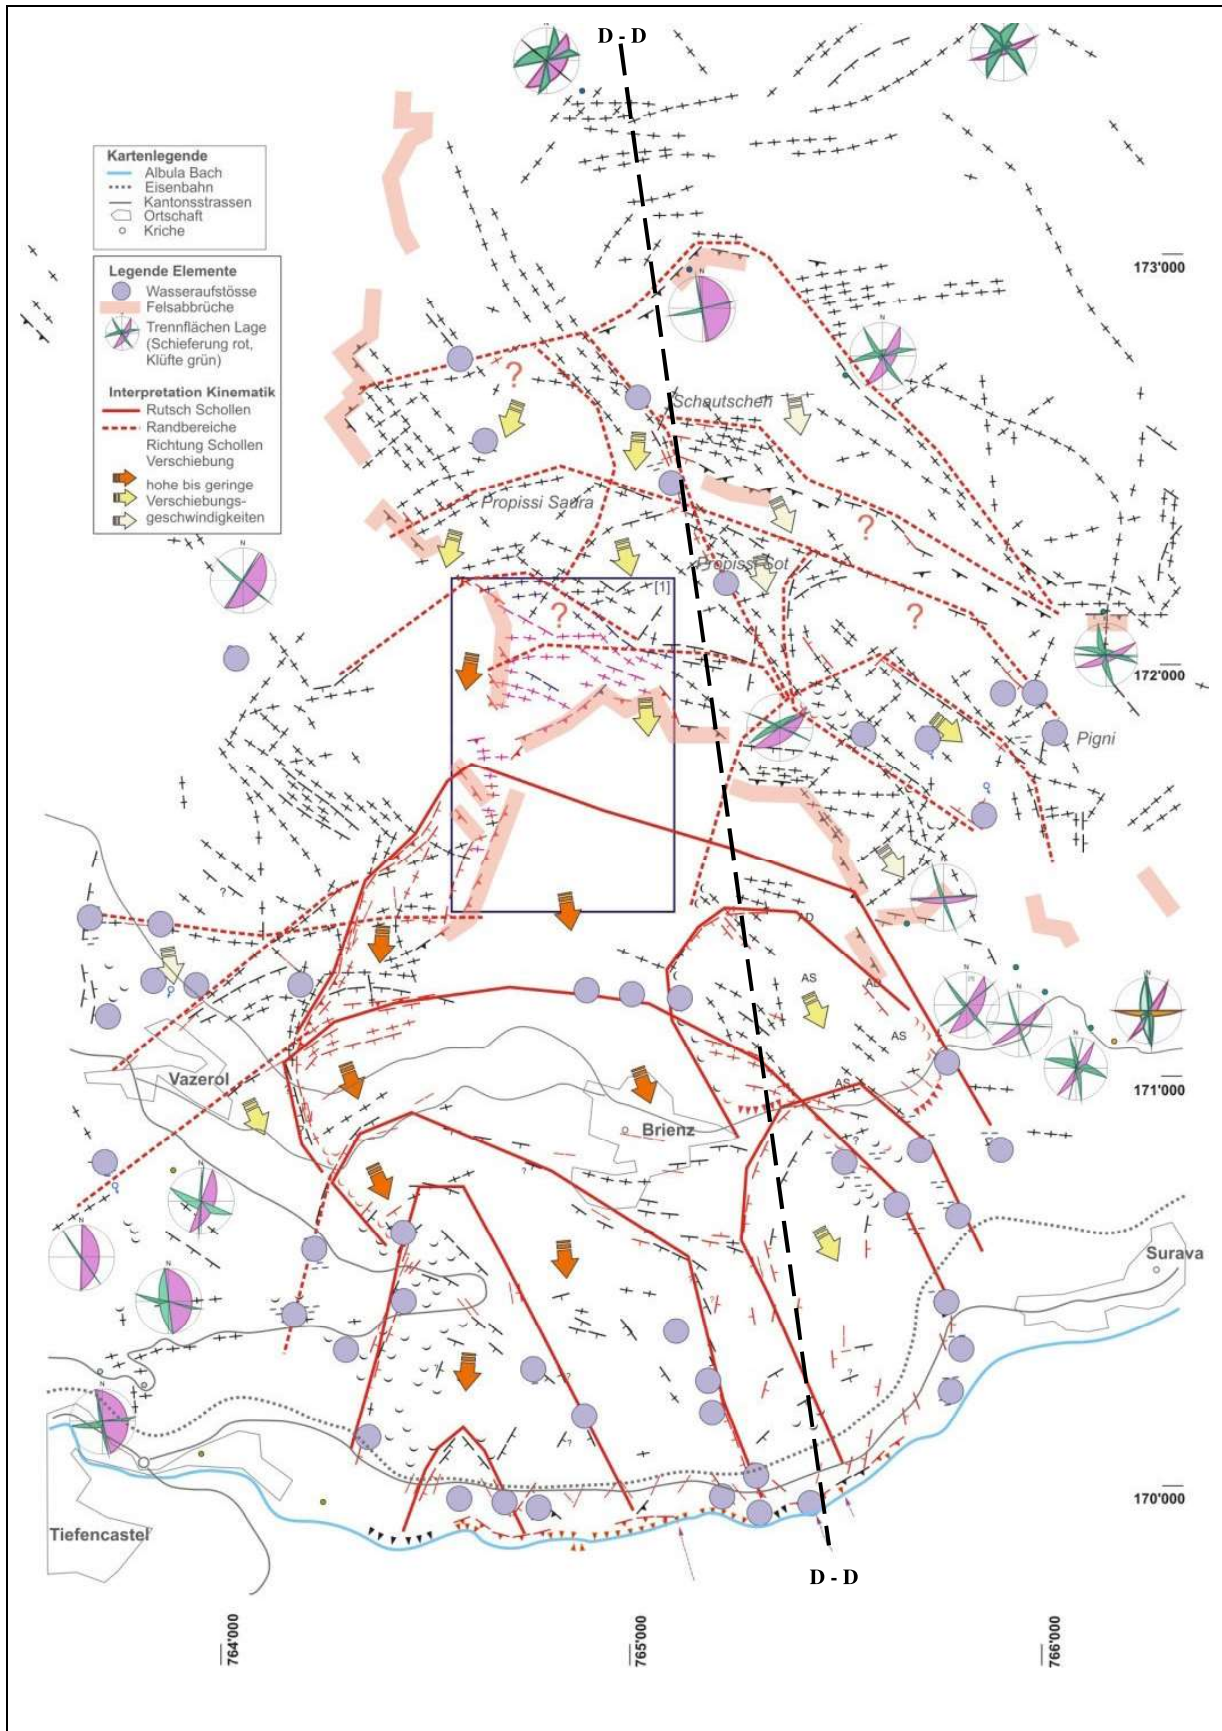 D - D
N
N
Kartenlegende
Albula Bach
Eisenbahn
Kantonsstrassen
Ortschaft
Kriche
173'000
Legende Elemente
Wasseraufstösse
Felsabbrüche
Trennflächen Lage
(Schieferung rot,
Klüfte grün)
Interpretation Kinematik
Rutsch Schollen
Randbereiche
Richtung Schollen
Verschiebung
hohe bis geringe
Verschiebungs-
geschwindigkeiten
N
N
?
Schautschen
Propissi Saura
?
N
Propissi Sot
[1]
?
?
N
172'000
N
Pigni
?
N
AD
AS
AD
N
N
N
AS
N
Vazerol
AS
171'000
Brienz
?
?
N
N
Surava
N
?
?
?
?
N
?
170'000
Tiefencastel
D - D
764'000
765'000
766'000